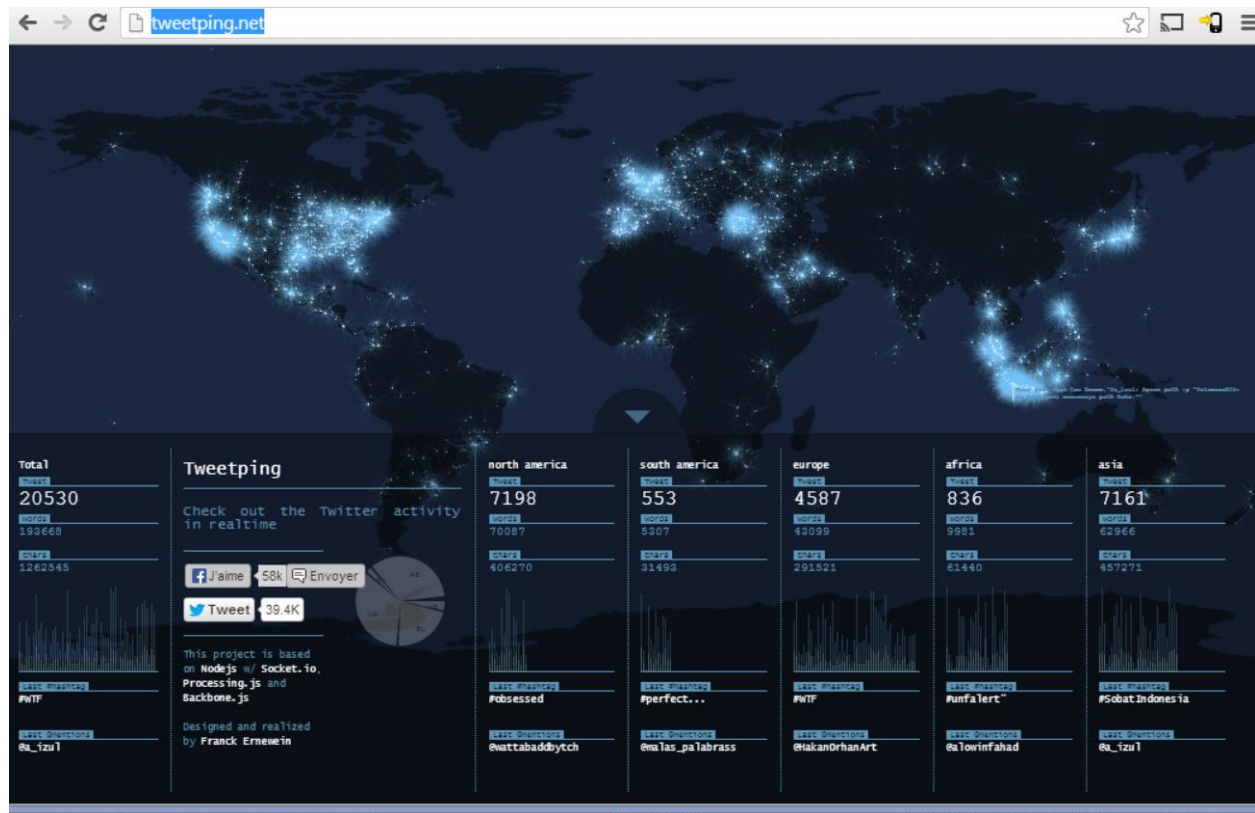 tweetping.net
Total
Tweet
20530
words
193668
chars
1262545
Last #hashtag
#WTF
Last @mentions
@a_izul
Tweetping
Check out the Twitter activity
in realtime
J'aime 58k Envoyer
Tweet 39.4K
This project is based
on Nodejs w/ Socket.io,
Processing.js and
Backbone.js
Designed and realized
by Franck Ernewein
north america
Tweet
7198
words
70087
chars
406270
Last #hashtag
#obsessed
Last @mentions
@wattabaddbytch
south america
Tweet
553
words
5307
chars
31493
Last #hashtag
#perfect...
Last @mentions
@malas_palabrass
europe
Tweet
4587
words
43099
chars
291521
Last #hashtag
#WTF
Last @mentions
@HakanOrhanArt
africa
Tweet
836
words
9981
chars
61440
Last #hashtag
#unfalert"
Last @mentions
@alowinfahad
asia
Tweet
7161
words
62966
chars
457271
Last #hashtag
#SobatIndonesia
Last @mentions
@a_izul